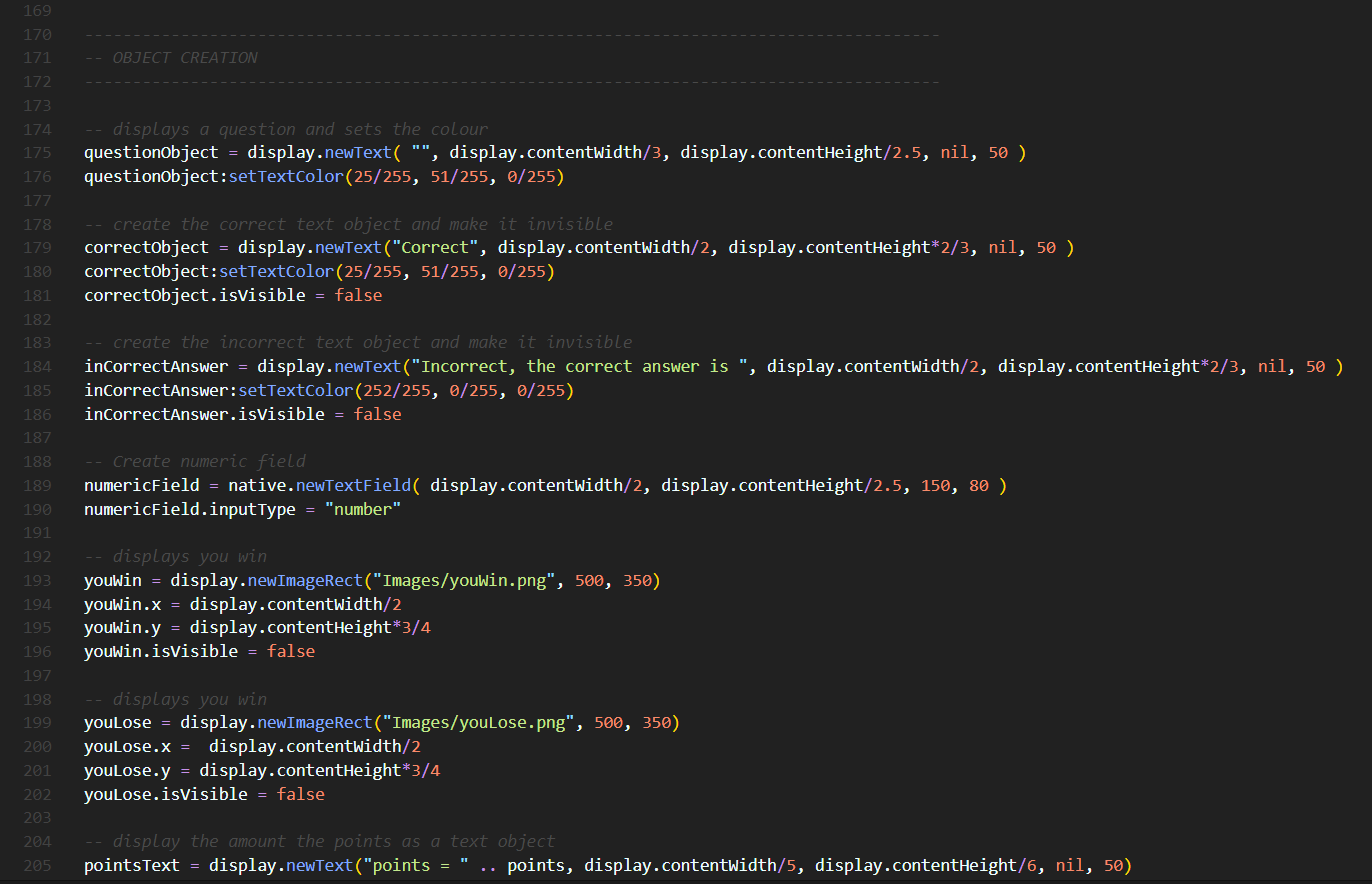 169
170 -----------------------------------------------------------------------------------------
171 -- OBJECT CREATION
172 -----------------------------------------------------------------------------------------
173
174 -- displays a question and sets the colour
175 questionObject = display.newText( "", display.contentWidth/3, display.contentHeight/2.5, nil, 50 )
176 questionObject:setTextColor(25/255, 51/255, 0/255)
177
178 -- create the correct text object and make it invisible
179 correctObject = display.newText("Correct", display.contentWidth/2, display.contentHeight*2/3, nil, 50 )
180 correctObject:setTextColor(25/255, 51/255, 0/255)
181 correctObject.isVisible = false
182
183 -- create the incorrect text object and make it invisible
184 inCorrectAnswer = display.newText("Incorrect, the correct answer is ", display.contentWidth/2, display.contentHeight*2/3, nil, 50 )
185 inCorrectAnswer:setTextColor(252/255, 0/255, 0/255)
186 inCorrectAnswer.isVisible = false
187
188 -- Create numeric field
189 numericField = native.newTextField( display.contentWidth/2, display.contentHeight/2.5, 150, 80 )
190 numericField.inputType = "number"
191
192 -- displays you win
193 youWin = display.newImageRect("Images/youWin.png", 500, 350)
194 youWin.x = display.contentWidth/2
195 youWin.y = display.contentHeight*3/4
196 youWin.isVisible = false
197
198 -- displays you win
199 youLose = display.newImageRect("Images/youLose.png", 500, 350)
200 youLose.x =  display.contentWidth/2
201 youLose.y = display.contentHeight*3/4
202 youLose.isVisible = false
203
204 -- display the amount the points as a text object
205 pointsText = display.newText("points = " .. points, display.contentWidth/5, display.contentHeight/6, nil, 50)